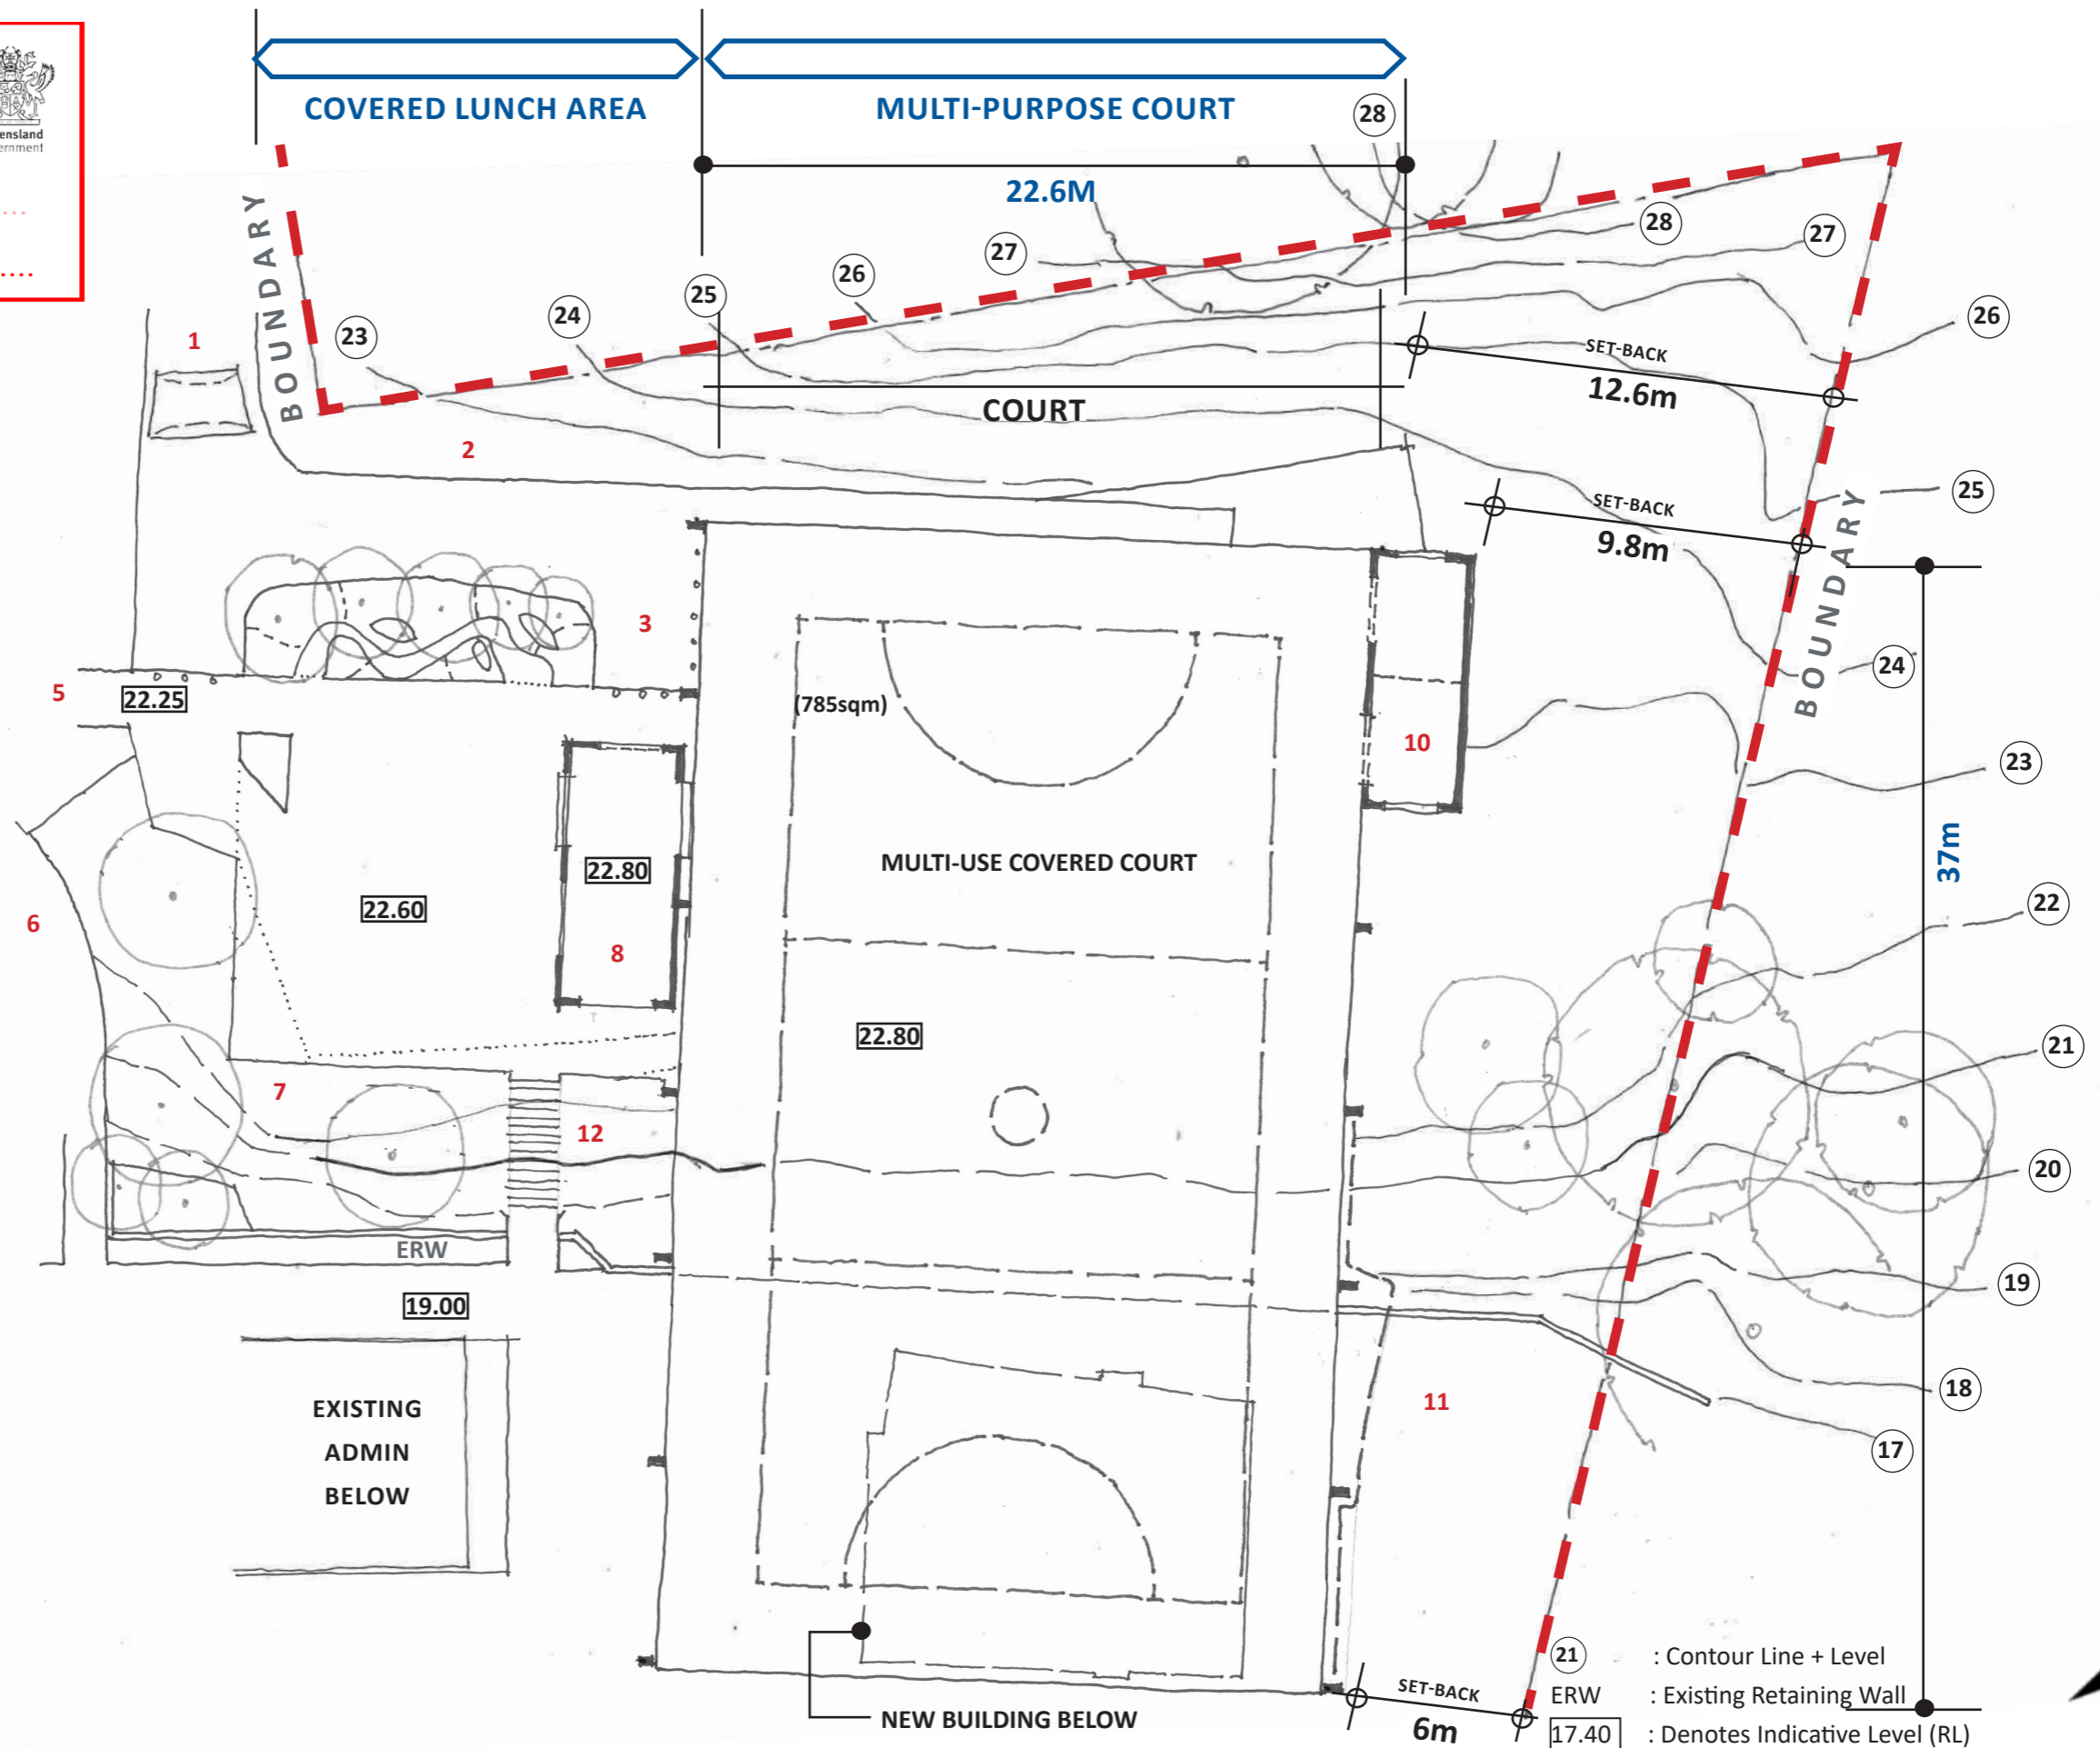 COVERED LUNCH AREA
MULTI-PURPOSE COURT
28
22.6M
BOUNDARY
27
28
27
26
25
24
23
26
1
SET-BACK
12.6m
COURT
2
25
SET-BACK
9.8m
BOUNDARY
3
24
5
22.25
(785sqm)
10
23
37m
MULTI-USE COVERED COURT
22.80
22.60
22
6
8
22.80
21
7
12
20
ERW
19
19.00
18
EXISTING
ADMIN
BELOW
11
17
NEW BUILDING BELOW
SET-BACK
6m
21 : Contour Line + Level
ERW : Existing Retaining Wall
17.40 : Denotes Indicative Level (RL)